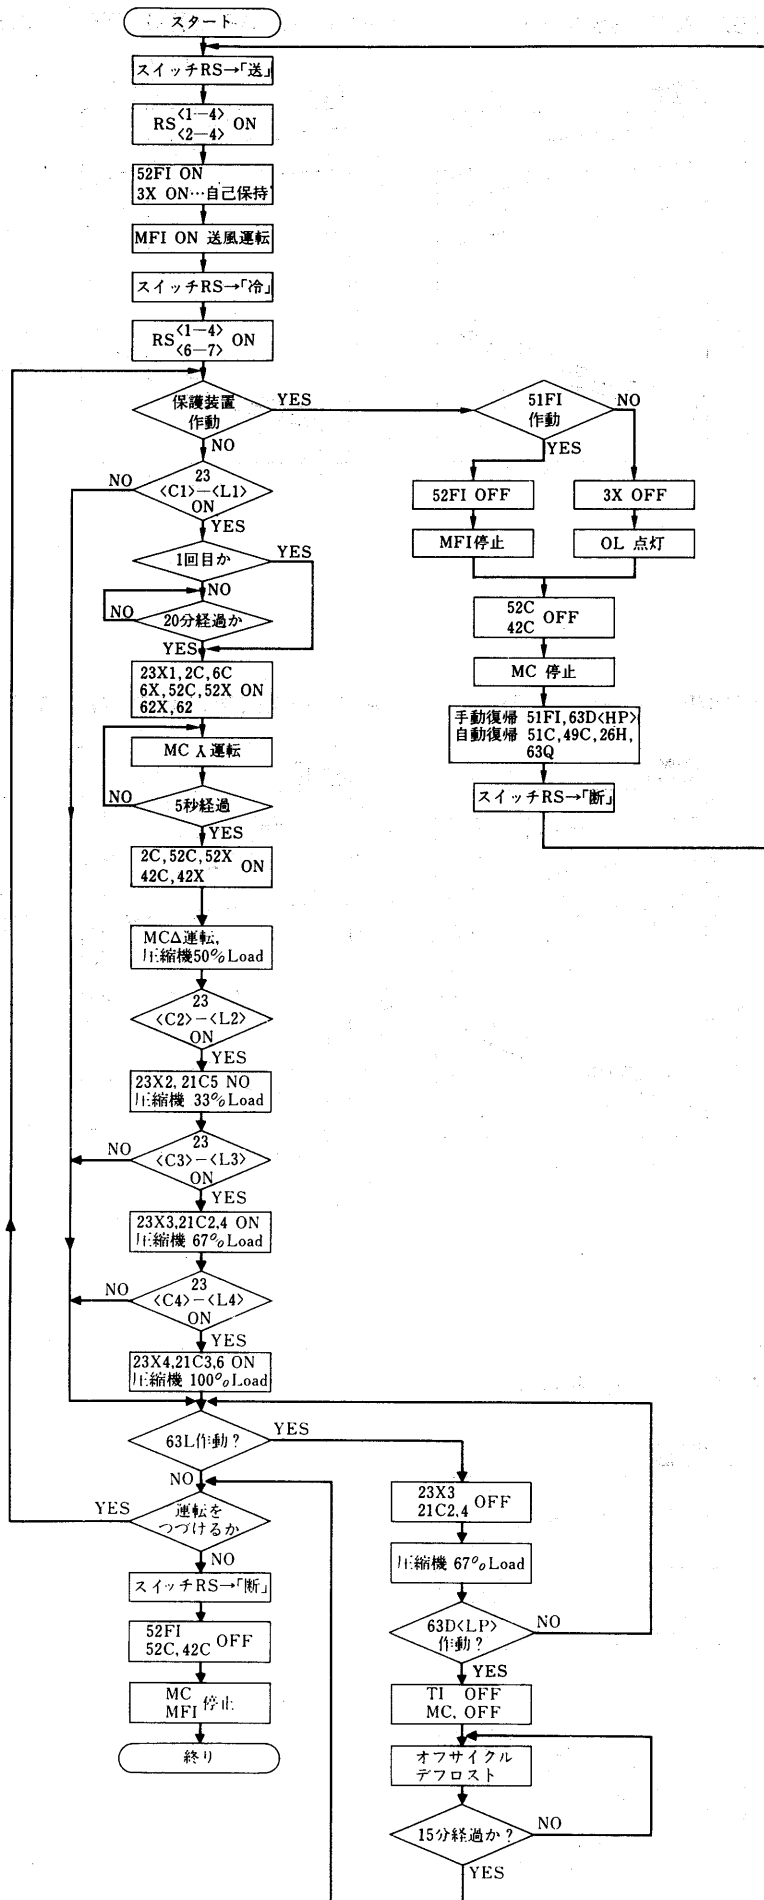 スタート
スイッチRS→「送」
RS<1−4>
<2−4> ON
52FI ON
3X ON…自己保持
MFI ON 送風運転
スイッチRS→「冷」
RS<1−4>
<6−7> ON
保護装置
作動
YES
NO
51FI
作動
NO
YES
23
<C1>−<L1>
ON
NO
YES
52FI OFF
3X OFF
MFI停止
OL 点灯
1回目か
YES
NO
20分経過か
NO
YES
52C
42C OFF
MC 停止
23X1,2C,6C
6X,52C,52X ON
62X,62
手動復帰 51FI,63D<HP>
自動復帰 51C,49C,26H,
63Q
スイッチRS→「断」
MC 人運転
5秒経過
NO
YES
2C,52C,52X
42C,42X ON
MCΔ運転,
圧縮機50%Load
23
<C2>−<L2>
ON
YES
23X2,21C5 NO
圧縮機 33%Load
23
<C3>−<L3>
ON
NO
YES
23X3,21C2,4 ON
圧縮機 67%Load
23
<C4>−<L4>
ON
NO
YES
23X4,21C3,6 ON
圧縮機 100%Load
63L作動?
YES
NO
運転を
つづけるか
YES
NO
スイッチRS→「断」
52FI
52C,42C OFF
MC
MFI 停止
終り
23X3
21C2,4 OFF
圧縮機 67%Load
63D<LP>
作動?
NO
YES
TI OFF
MC, OFF
オフサイクル
デフロスト
15分経過か?
NO
YES